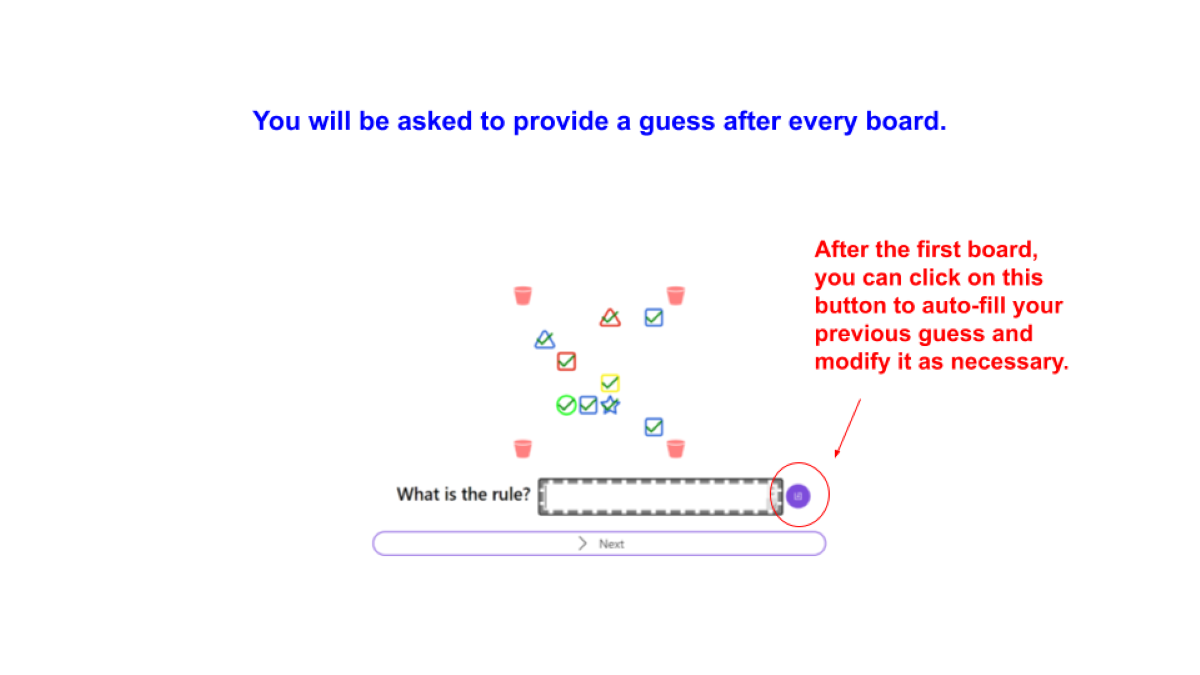 You will be asked to provide a guess after every board.
After the first board,
you can click on this
button to auto-fill your
previous guess and
modify it as necessary.
What is the rule?
Next